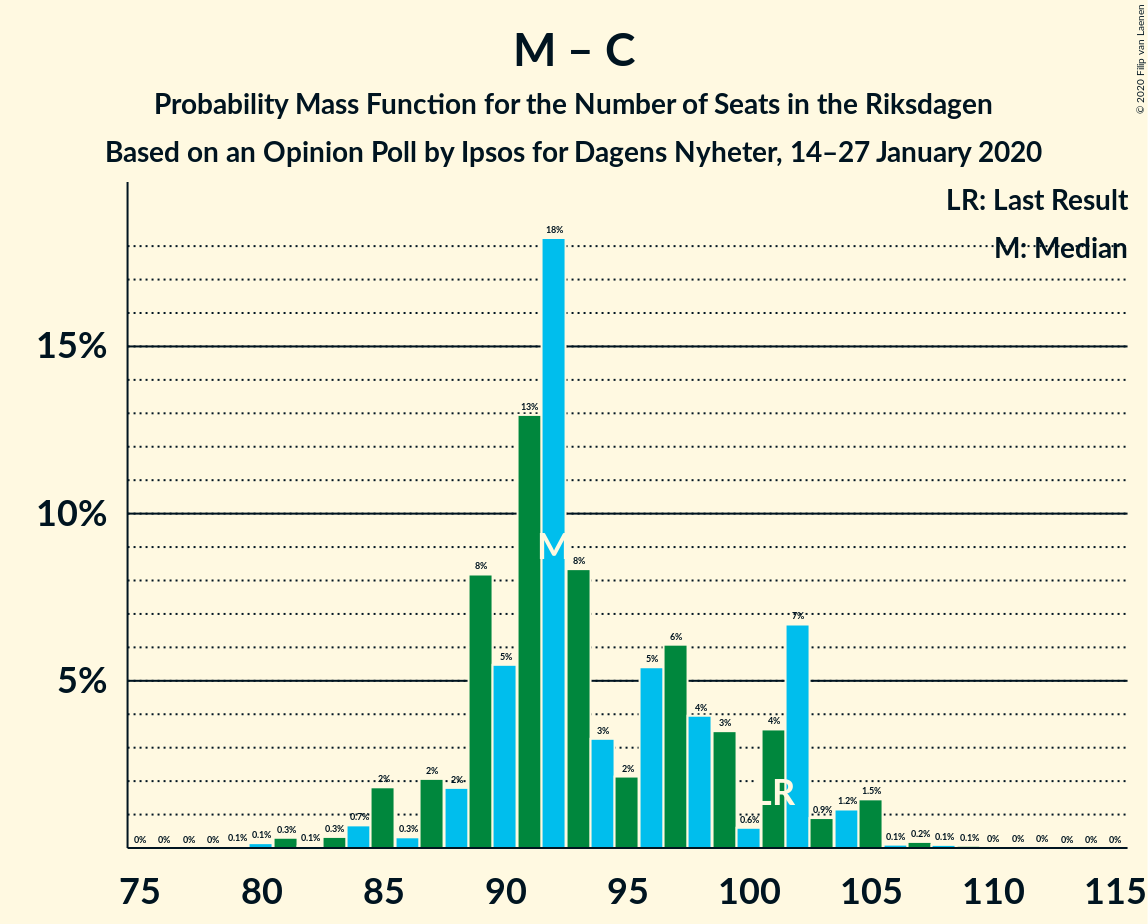 M – C
Probability Mass Function for the Number of Seats in the Riksdagen
Based on an Opinion Poll by Ipsos for Dagens Nyheter, 14–27 January 2020
© 2020 Filip van Laenen
LR: Last Result
M: Median
15%
10%
5%
0% 0% 0% 0% 0.1% 0.1% 0.3% 0.1% 0.3% 0.7% 2% 0.3% 2% 2% 8% 5% 13% 18% 8% 3% 2% 5% 6% 4% 3% 0.6% 4% 7% 0.9% 1.2% 1.5% 0.1% 0.2% 0.1% 0.1% 0% 0% 0% 0% 0% 0%
M
LR
75 80 85 90 95 100 105 110 115